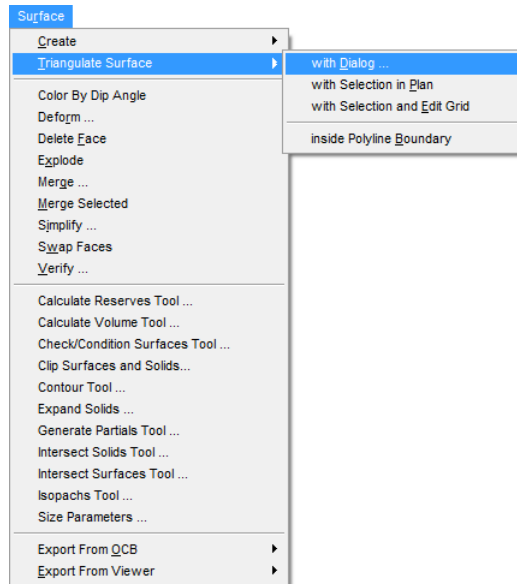 Surface
Create
Triangulate Surface
with Dialog ...
with Selection in Plan
with Selection and Edit Grid
inside Polyline Boundary
Color By Dip Angle
Deform ...
Delete Face
Explode
Merge ...
Merge Selected
Simplify ...
Swap Faces
Verify ...
Calculate Reserves Tool ...
Calculate Volume Tool ...
Check/Condition Surfaces Tool ...
Clip Surfaces and Solids...
Contour Tool ...
Expand Solids ...
Generate Partials Tool ...
Intersect Solids Tool ...
Intersect Surfaces Tool ...
Isopachs Tool ...
Size Parameters ...
Export From OCB
Export From Viewer